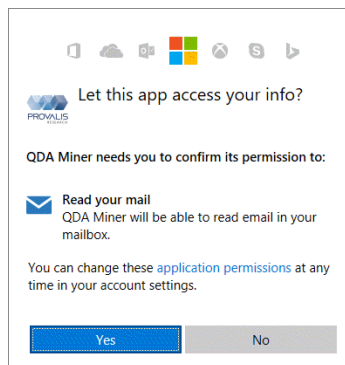 Let this app access your info?
PROVALIS
RESEARCH
QDA Miner needs you to confirm its permission to:
Read your mail
QDA Miner will be able to read email in your
mailbox.
You can change these application permissions at any
time in your account settings.
Yes
No